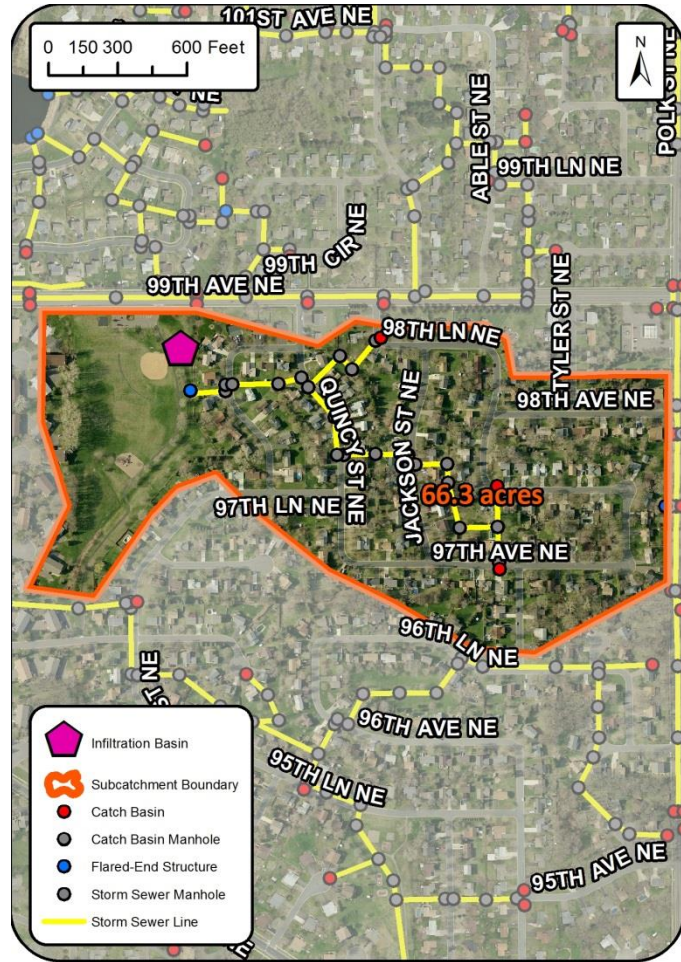 101ST AVE NE
0 150 300 600 Feet
N
NE
POLK ST NE
ABLE ST NE
99TH LN NE
99TH CIR NE
99TH AVE NE
TYLER ST NE
98TH LN NE
98TH AVE NE
QUINCY ST NE
JACKSON ST NE
66.3 acres
97TH LN NE
97TH AVE NE
96TH LN NE
ST NE
96TH AVE NE
95TH LN NE
95TH AVE NE
NE
Infiltration Basin
Subcatchment Boundary
Catch Basin
Catch Basin Manhole
Flared-End Structure
Storm Sewer Manhole
Storm Sewer Line